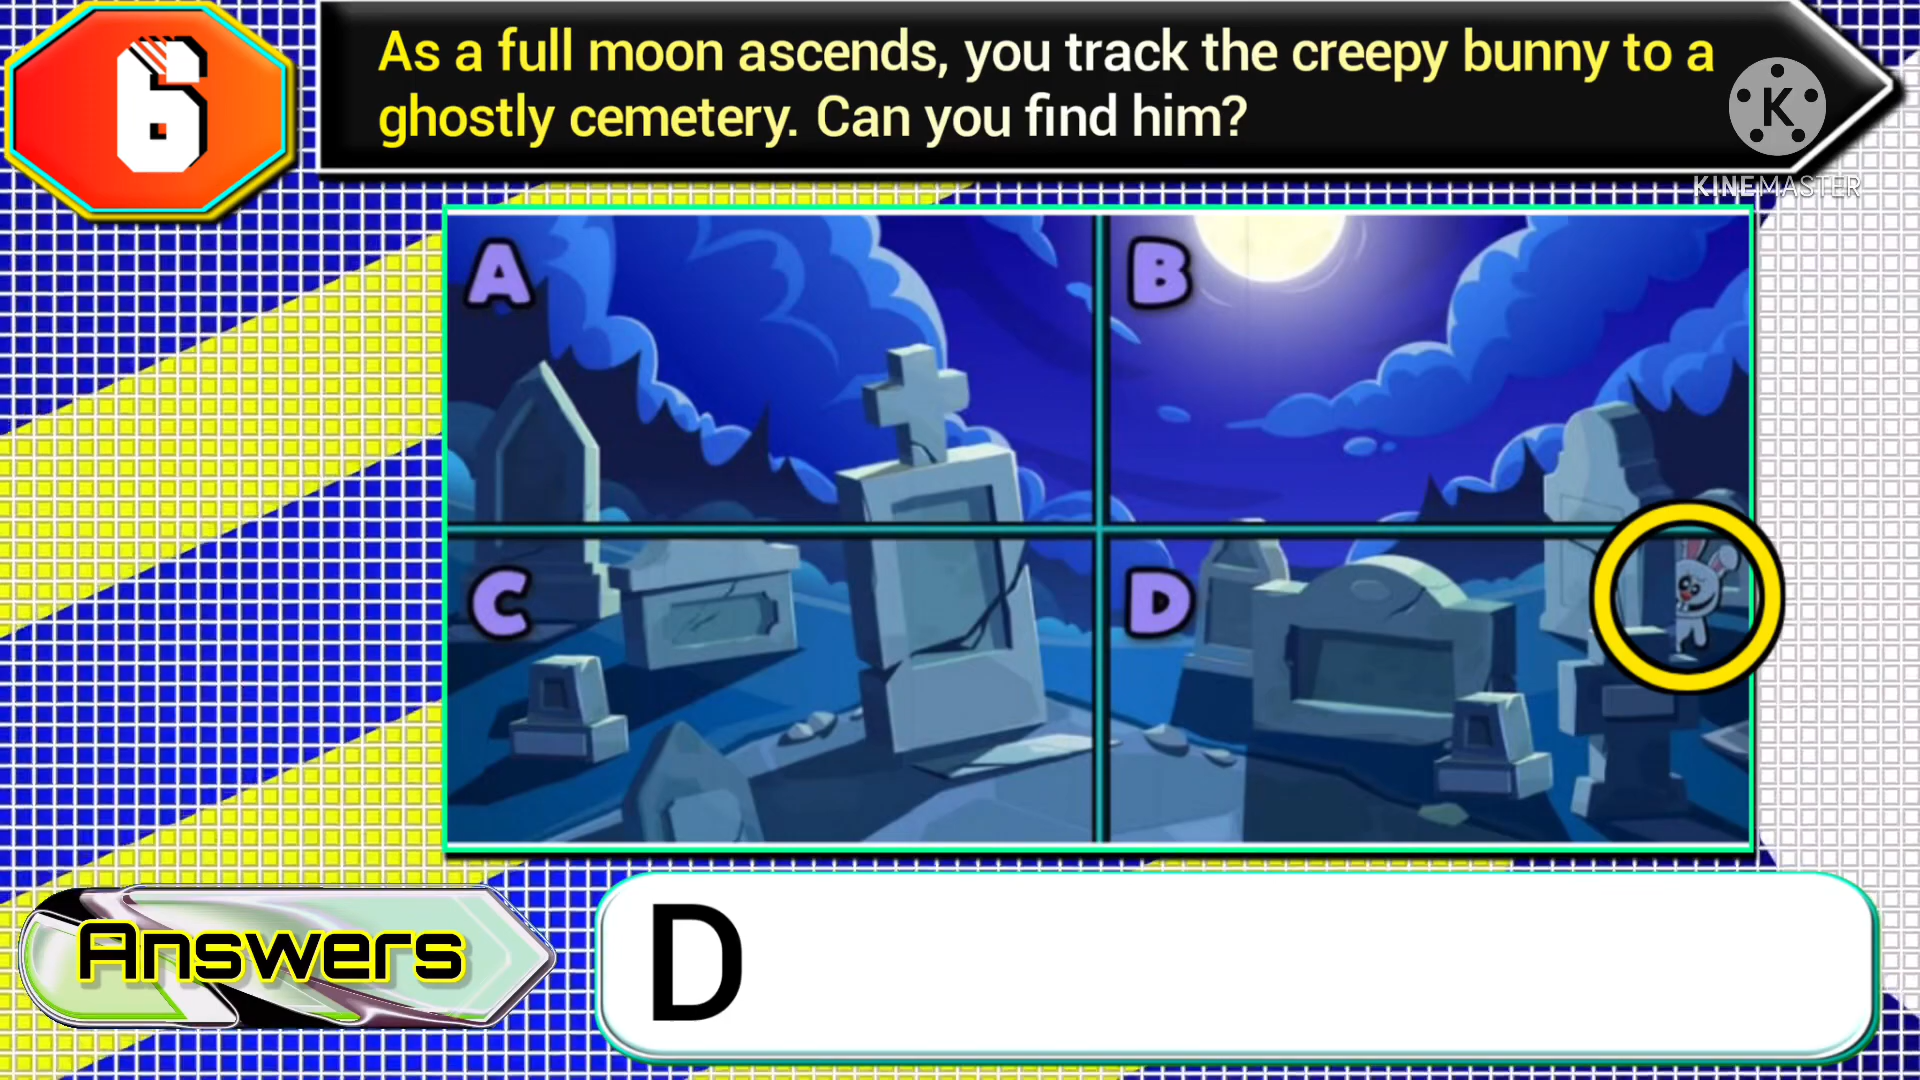 6
As a full moon ascends, you track the creepy bunny to a
ghostly cemetery. Can you find him?
K
KINEMASTER
A
B
C
D
Answers
D